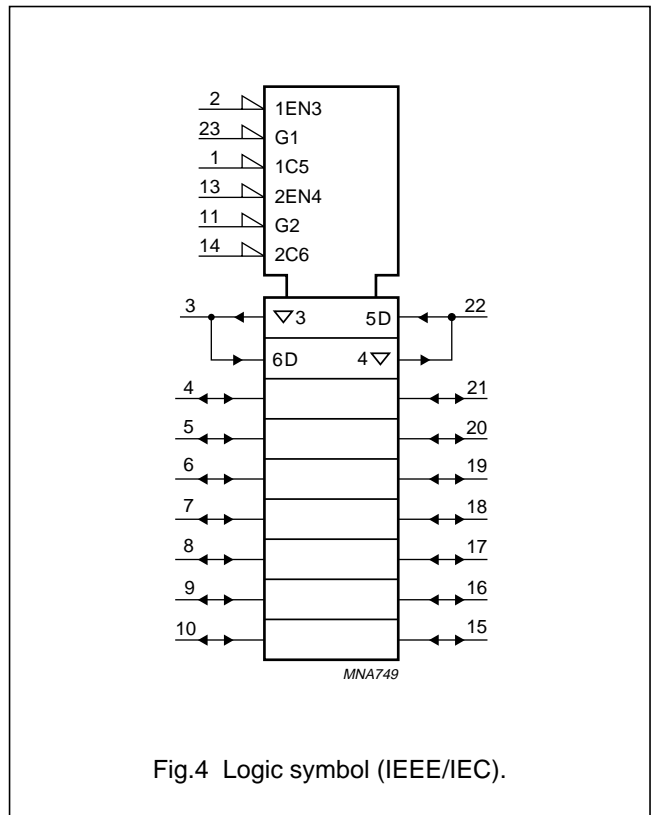 2 1EN3
23 G1
1 1C5
13 2EN4
11 G2
14 2C6
3 ▽3 5D 22
6D 4▽
4 21
5 20
6 19
7 18
8 17
9 16
10 15
MNA749
Fig.4 Logic symbol (IEEE/IEC).